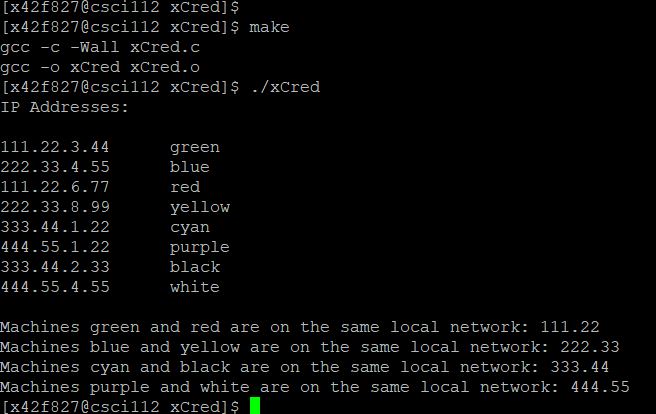 [x42f827@csci112 xCred]$
[x42f827@csci112 xCred]$ make
gcc -c -Wall xCred.c
gcc -o xCred xCred.o
[x42f827@csci112 xCred]$ ./xCred
IP Addresses:
111.22.3.44 green
222.33.4.55 blue
111.22.6.77 red
222.33.8.99 yellow
333.44.1.22 cyan
444.55.1.22 purple
333.44.2.33 black
444.55.4.55 white
Machines green and red are on the same local network: 111.22
Machines blue and yellow are on the same local network: 222.33
Machines cyan and black are on the same local network: 333.44
Machines purple and white are on the same local network: 444.55
[x42f827@csci112 xCred]$